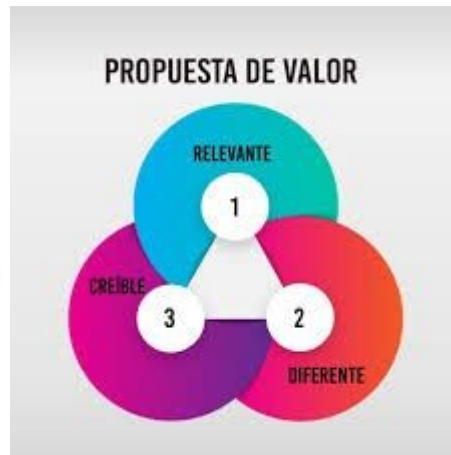 PROPUESTA DE VALOR
RELEVANTE
1
CREÍBLE
3
2
DIFERENTE